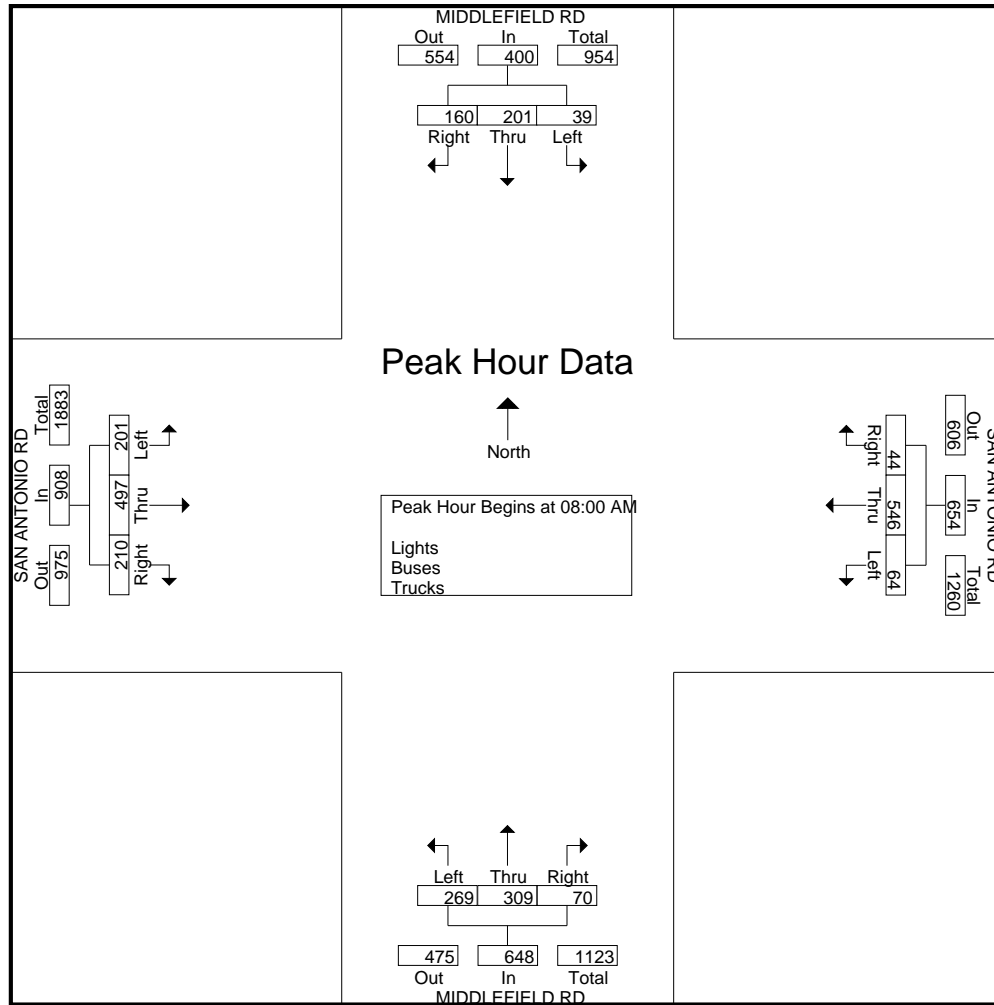 MIDDLEFIELD RD
Out In Total
554 400 954
160 201 39
Right Thru Left
Peak Hour Data
North
Peak Hour Begins at 08:00 AM
Lights
Buses
Trucks
SAN ANTONIO RD
Out In Total
975 908 1883
210 497 201
Right Thru Left
SAN ANTONIO RD
Out In Total
606 654 1260
44 546 64
Right Thru Left
Left Thru Right
269 309 70
475 648 1123
Out In Total
MIDDLEFIELD RD